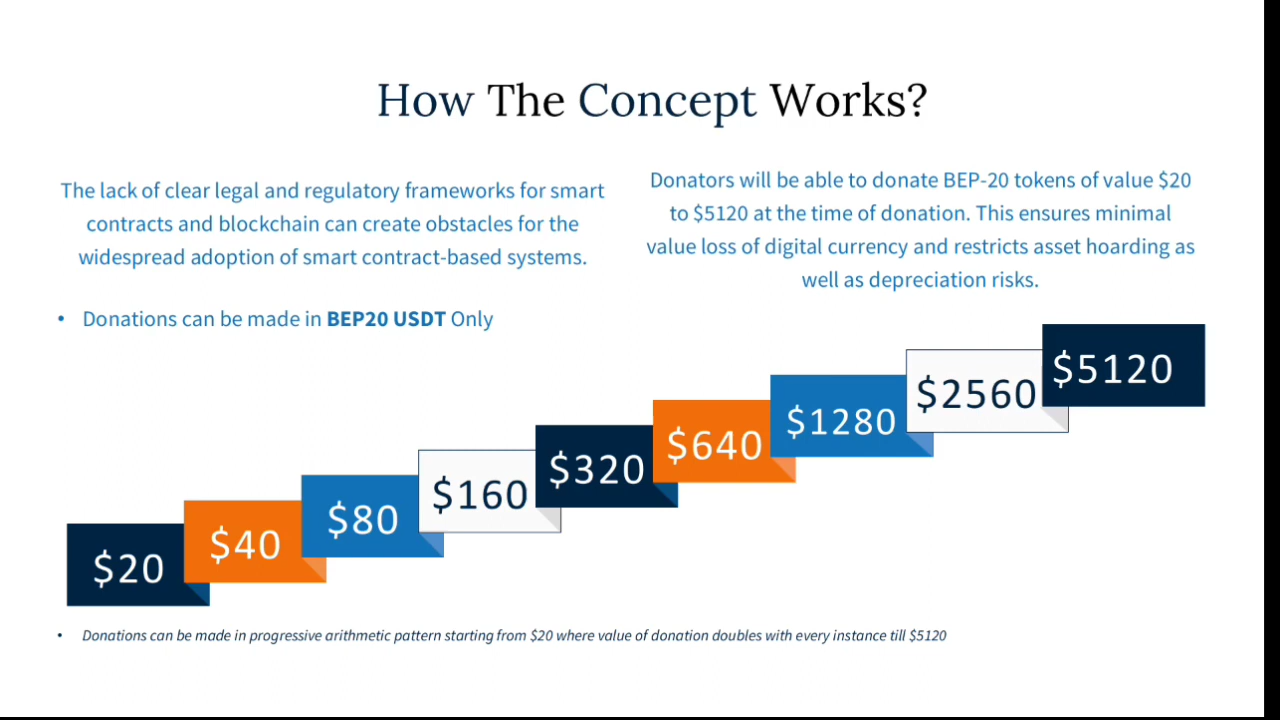 How The Concept Works?
The lack of clear legal and regulatory frameworks for smart
contracts and blockchain can create obstacles for the
widespread adoption of smart contract-based systems.
• Donations can be made in BEP20 USDT Only
Donators will be able to donate BEP-20 tokens of value $20
to $5120 at the time of donation. This ensures minimal
value loss of digital currency and restricts asset hoarding as
well as depreciation risks.
$20
$40
$80
$160
$320
$640
$1280
$2560
$5120
• Donations can be made in progressive arithmetic pattern starting from $20 where value of donation doubles with every instance till $5120